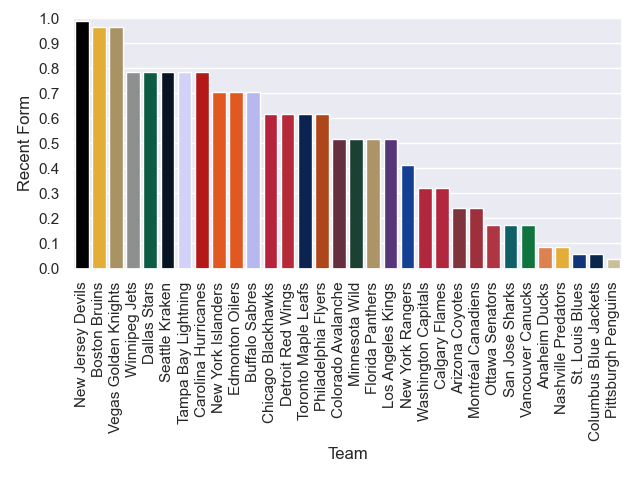 1.0
0.9
0.8
0.7
0.6
0.5
0.4
0.3
0.2
0.1
0.0
Recent Form
New Jersey Devils
Boston Bruins
Vegas Golden Knights
Winnipeg Jets
Dallas Stars
Seattle Kraken
Tampa Bay Lightning
Carolina Hurricanes
New York Islanders
Edmonton Oilers
Buffalo Sabres
Chicago Blackhawks
Detroit Red Wings
Toronto Maple Leafs
Philadelphia Flyers
Colorado Avalanche
Minnesota Wild
Florida Panthers
Los Angeles Kings
New York Rangers
Washington Capitals
Calgary Flames
Arizona Coyotes
Montréal Canadiens
Ottawa Senators
San Jose Sharks
Vancouver Canucks
Anaheim Ducks
Nashville Predators
St. Louis Blues
Columbus Blue Jackets
Pittsburgh Penguins
Team